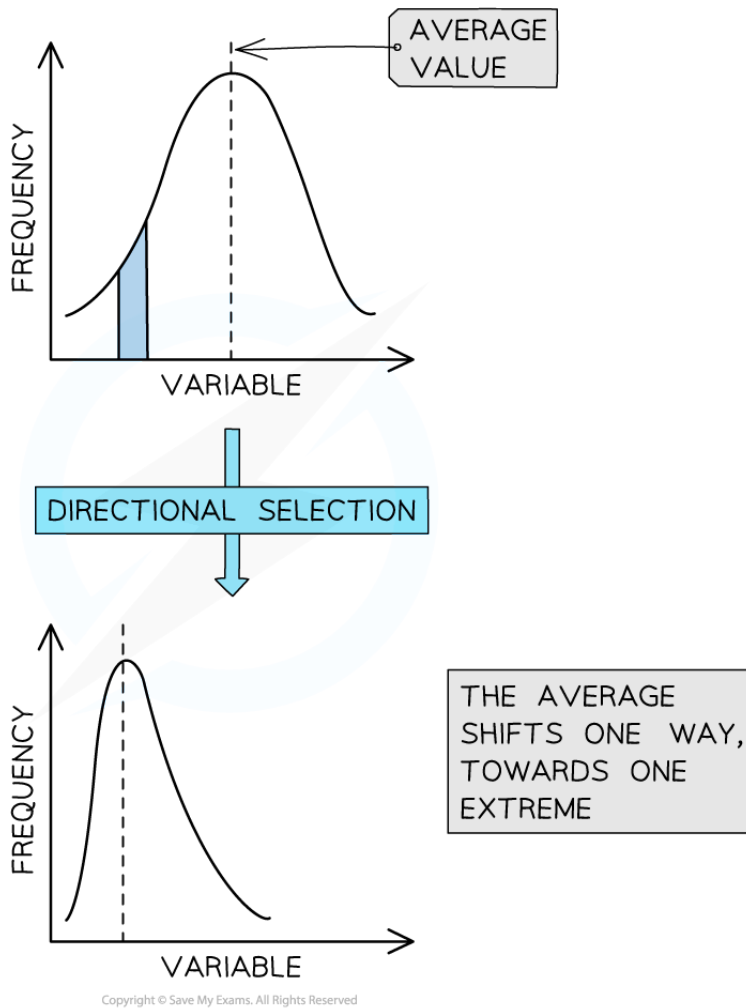 AVERAGE
VALUE
FREQUENCY
VARIABLE
DIRECTIONAL SELECTION
FREQUENCY
THE AVERAGE
SHIFTS ONE WAY,
TOWARDS ONE
EXTREME
VARIABLE
Copyright © Save My Exams. All Rights Reserved